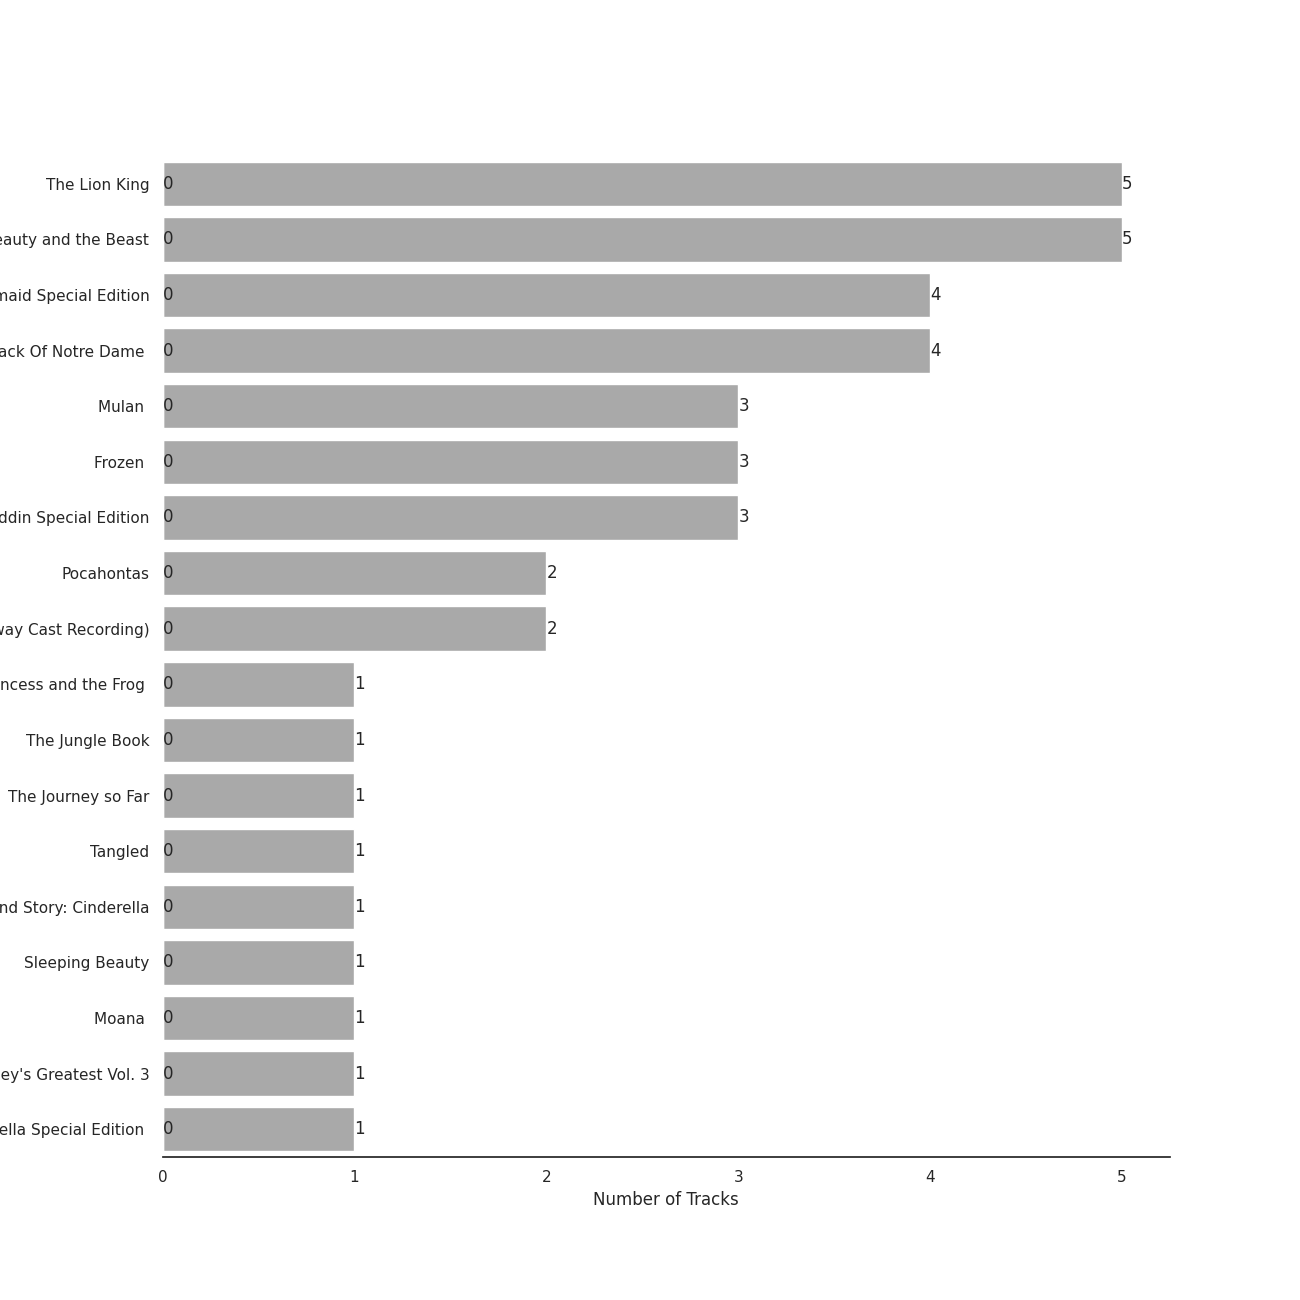 The Lion King 0 5
eauty and the Beast 0 5
maid Special Edition 0 4
ack Of Notre Dame 0 4
Mulan 0 3
Frozen 0 3
ddin Special Edition 0 3
Pocahontas 0 2
way Cast Recording) 0 2
ncess and the Frog 0 1
The Jungle Book 0 1
The Journey so Far 0 1
Tangled 0 1
nd Story: Cinderella 0 1
Sleeping Beauty 0 1
Moana 0 1
ey's Greatest Vol. 3 0 1
ella Special Edition 0 1
0 1 2 3 4 5
Number of Tracks